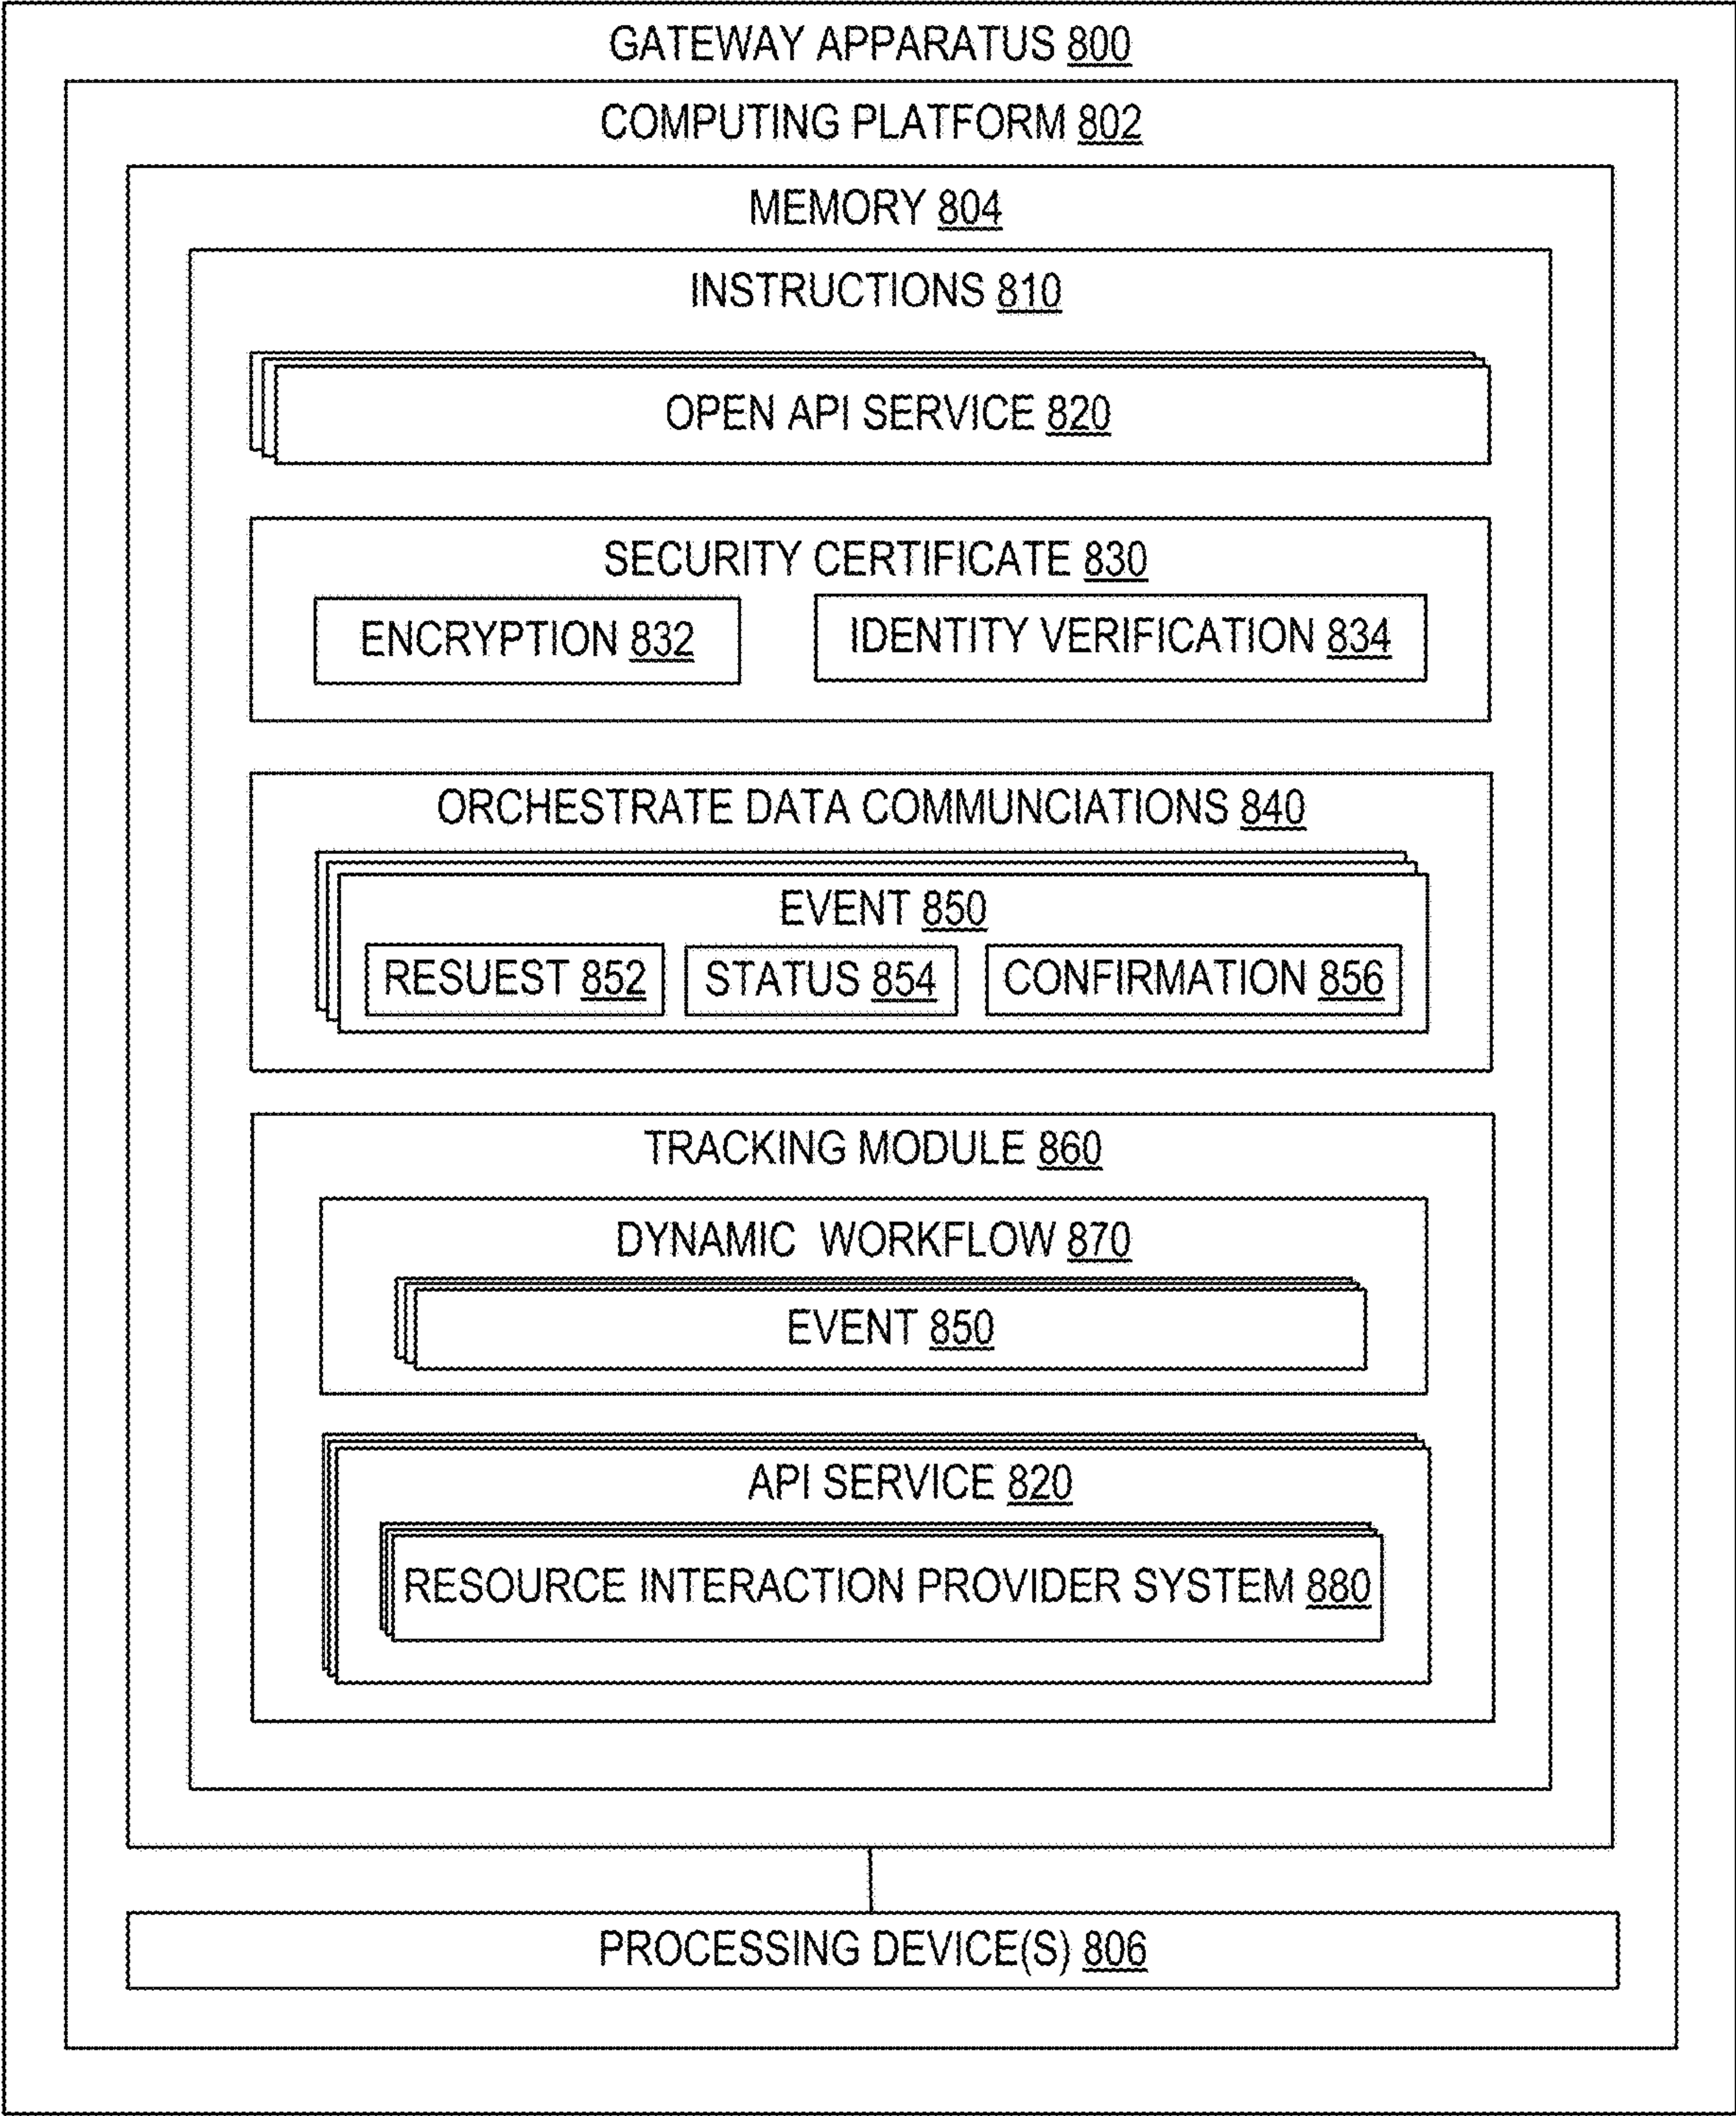 GATEWAY APPARATUS 800
COMPUTING PLATFORM 802
MEMORY 804
INSTRUCTIONS 810
OPEN API SERVICE 820
SECURITY CERTIFICATE 830
ENCRYPTION 832
IDENTITY VERIFICATION 834
ORCHESTRATE DATA COMMUNCIATIONS 840
EVENT 850
RESUEST 852
STATUS 854
CONFIRMATION 856
TRACKING MODULE 860
DYNAMIC WORKFLOW 870
EVENT 850
API SERVICE 820
RESOURCE INTERACTION PROVIDER SYSTEM 880
PROCESSING DEVICE(S) 806